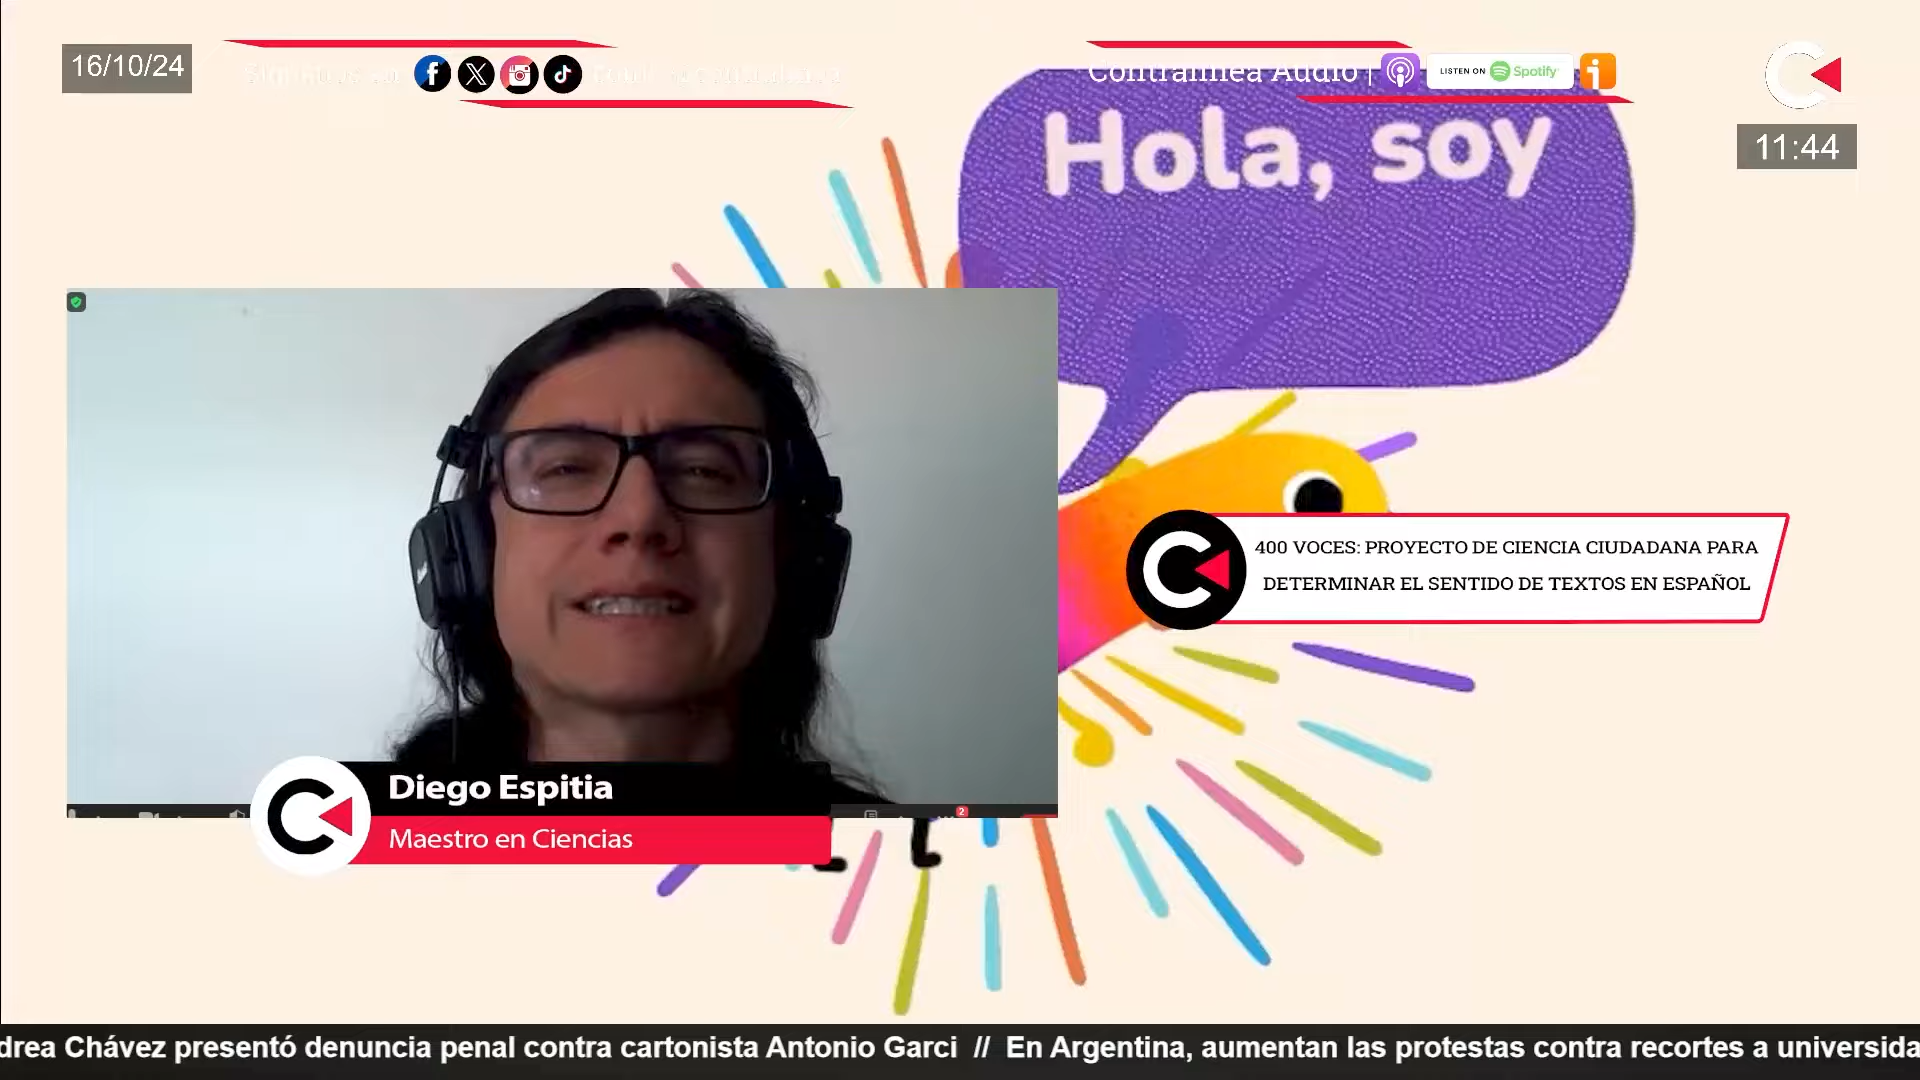 16/10/24
Contralínea Audio |
LISTEN ON Spotify
11:44
Hola, soy
400 VOCES: PROYECTO DE CIENCIA CIUDADANA PARA
DETERMINAR EL SENTIDO DE TEXTOS EN ESPAÑOL
2
Diego Espitia
Maestro en Ciencias
drea Chávez presentó denuncia penal contra cartonista Antonio Garci // En Argentina, aumentan las protestas contra recortes a universida